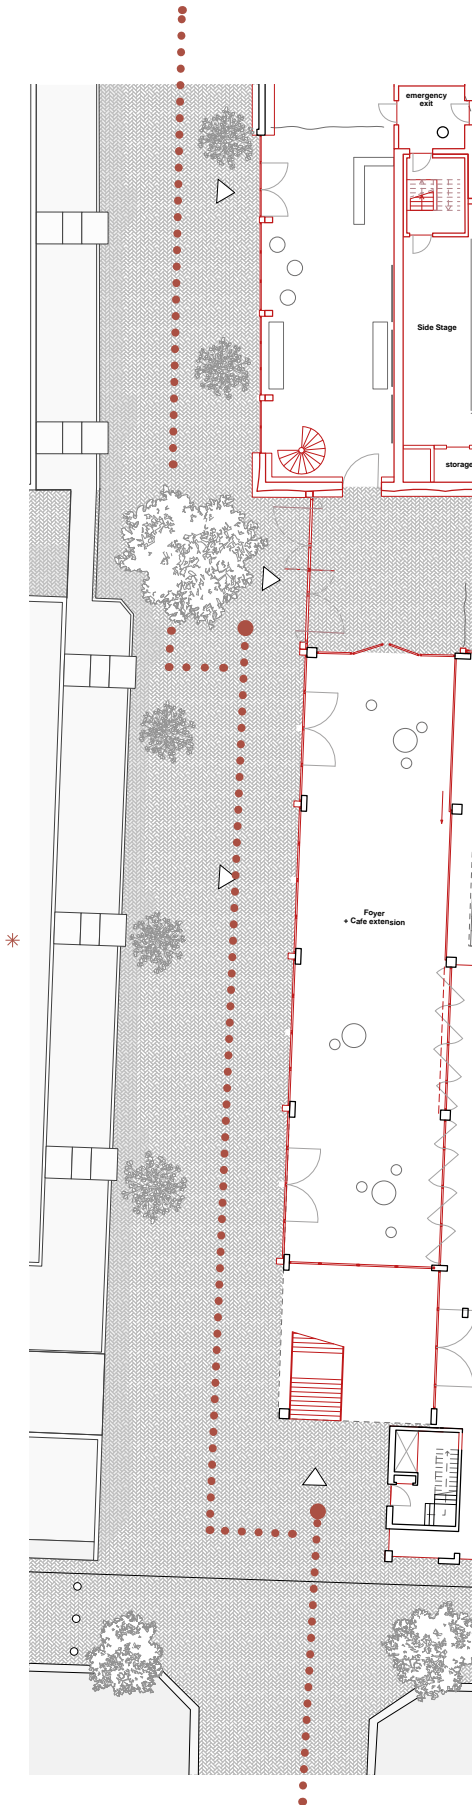 emergency
exit
Side Stage
storage
Foyer
+ Cafe extension